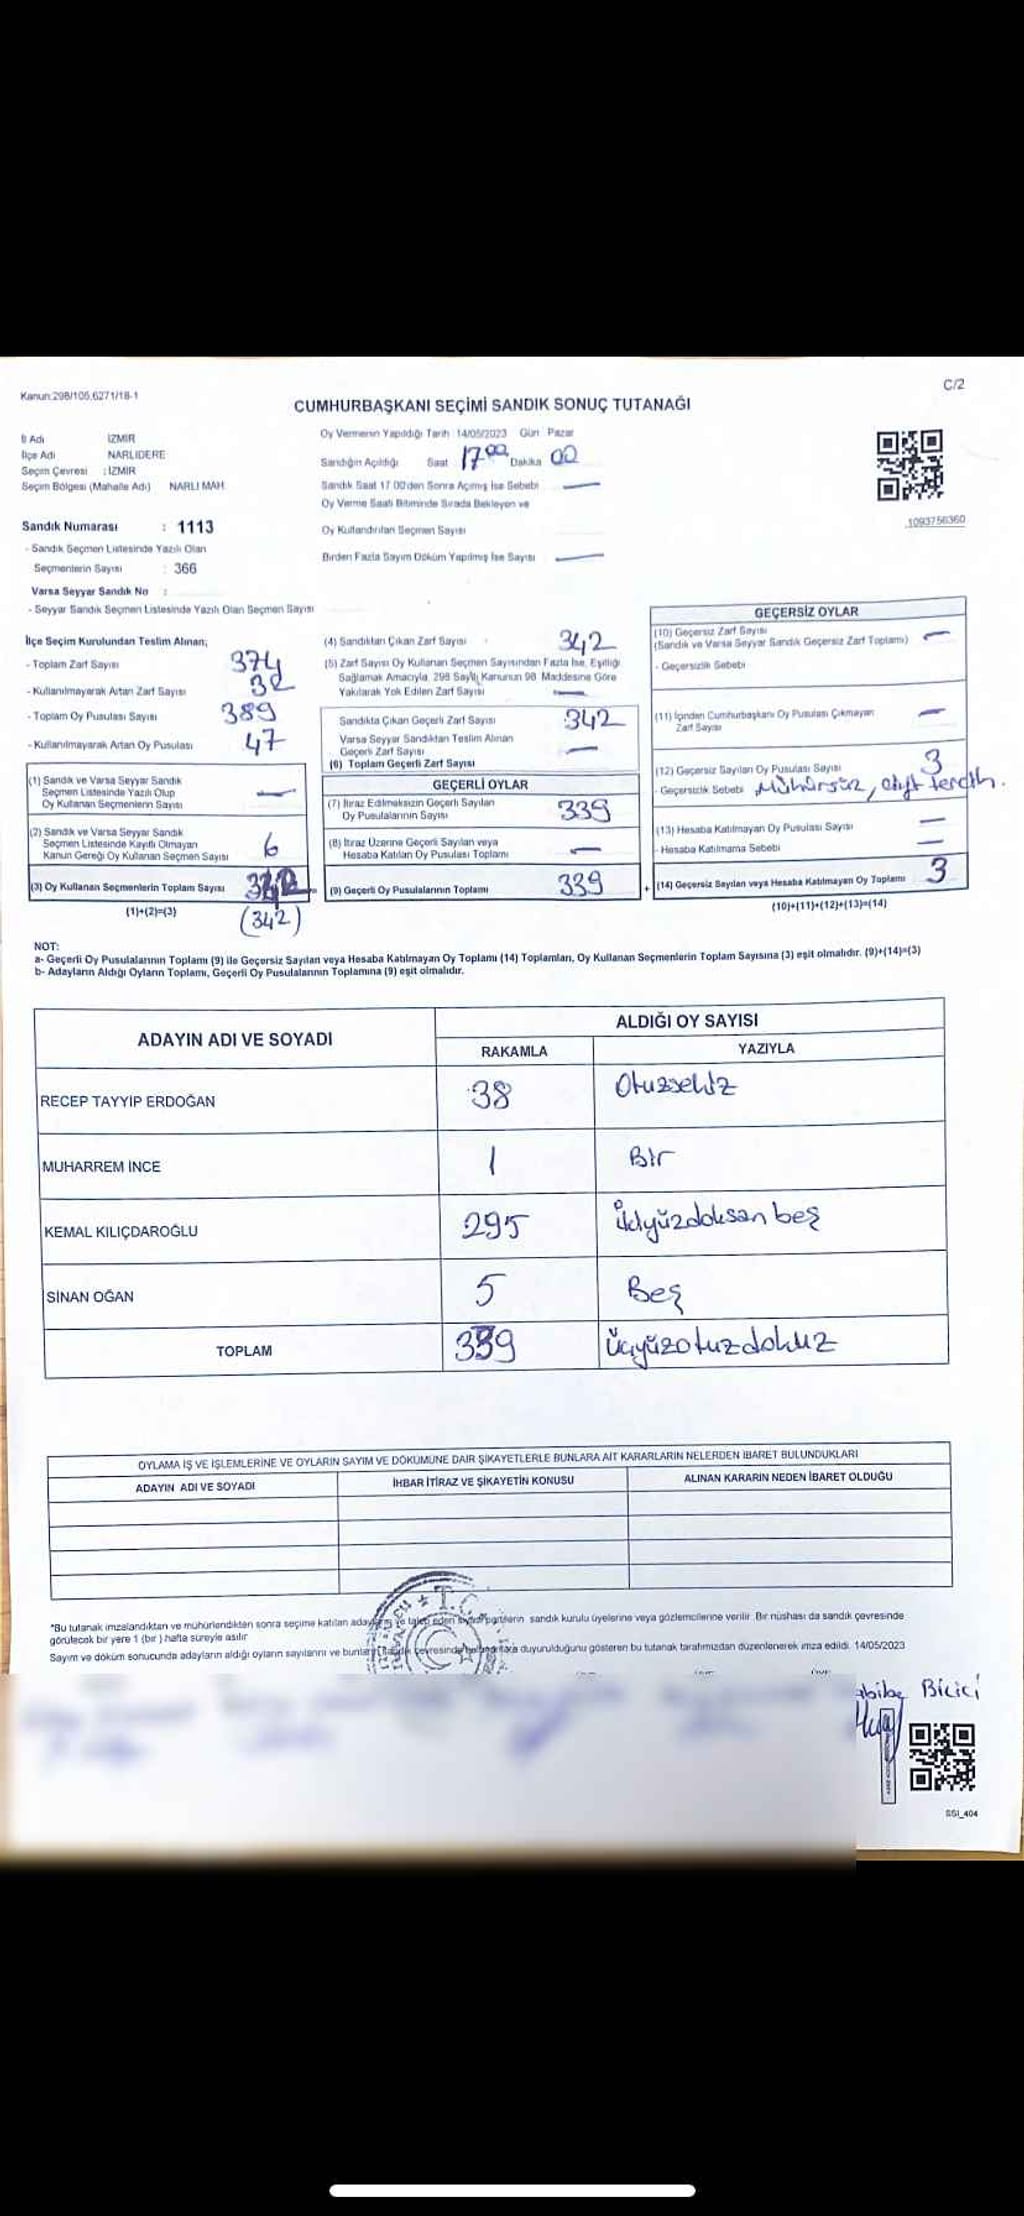 Kanun:298/105,6271/18-1
C/2
CUMHURBAŞKANI SEÇİMİ SANDIK SONUÇ TUTANAĞI
İl Adı İZMİR
İlçe Adı NARLIDERE
Seçim Çevresi : İZMİR
Seçim Bölgesi (Mahalle Adı) NARLI MAH.
Oy Vermenin Yapıldığı Tarih 14/05/2023 Gün Pazar
Sandığın Açıldığı Saat 17 00 Dakika 00
Sandık Saat 17.00'den Sonra Açılmış İse Sebebi —
Oy Verme Saati Bitiminde Sırada Bekleyen ve
Oy Kullandırılan Seçmen Sayısı
Birden Fazla Sayım Döküm Yapılmış İse Sayısı —
1093756360
Sandık Numarası : 1113
- Sandık Seçmen Listesinde Yazılı Olan
Seçmenlerin Sayısı : 366
Varsa Seyyar Sandık No :
- Seyyar Sandık Seçmen Listesinde Yazılı Olan Seçmen Sayısı
İlçe Seçim Kurulundan Teslim Alınan;
- Toplam Zarf Sayısı 374
- Kullanılmayarak Artan Zarf Sayısı 32
- Toplam Oy Pusulası Sayısı 389
- Kullanılmayarak Artan Oy Pusulası 47
(1) Sandık ve Varsa Seyyar Sandık
Seçmen Listesinde Yazılı Olup
Oy Kullanan Seçmenlerin Sayısı —
(2) Sandık ve Varsa Seyyar Sandık
Seçmen Listesinde Kayıtlı Olmayan
Kanun Gereği Oy Kullanan Seçmen Sayısı 6
(3) Oy Kullanan Seçmenlerin Toplam Sayısı 342
(1)+(2)=(3)
(342)
(4) Sandıktan Çıkan Zarf Sayısı 342
(5) Zarf Sayısı Oy Kullanan Seçmen Sayısından Fazla İse, Eşitliği
Sağlamak Amacıyla, 298 Sayılı Kanunun 98. Maddesine Göre
Yakılarak Yok Edilen Zarf Sayısı —
Sandıkta Çıkan Geçerli Zarf Sayısı 342
Varsa Seyyar Sandıktan Teslim Alınan
Geçerli Zarf Sayısı —
(6) Toplam Geçerli Zarf Sayısı
GEÇERLİ OYLAR
(7) İtiraz Edilmeksizin Geçerli Sayılan
Oy Pusulalarının Sayısı 339
(8) İtiraz Üzerine Geçerli Sayılan veya
Hesaba Katılan Oy Pusulası Toplamı —
(9) Geçerli Oy Pusulalarının Toplamı 339 +
GEÇERSİZ OYLAR
(10) Geçersiz Zarf Sayısı —
(Sandık ve Varsa Seyyar Sandık Geçersiz Zarf Toplamı)
- Geçersizlik Sebebi
(11) İçinden Cumhurbaşkanı Oy Pusulası Çıkmayan
Zarf Sayısı —
(12) Geçersiz Sayılan Oy Pusulası Sayısı 3
- Geçersizlik Sebebi Mühürsüz, çift tercih.
(13) Hesaba Katılmayan Oy Pusulası Sayısı —
- Hesaba Katılmama Sebebi —
(14) Geçersiz Sayılan veya Hesaba Katılmayan Oy Toplamı 3
(10)+(11)+(12)+(13)=(14)
NOT:
a- Geçerli Oy Pusulalarının Toplamı (9) ile Geçersiz Sayılan veya Hesaba Katılmayan Oy Toplamı (14) Toplamları, Oy Kullanan Seçmenlerin Toplam Sayısına (3) eşit olmalıdır. (9)+(14)=(3)
b- Adayların Aldığı Oyların Toplamı, Geçerli Oy Pusulalarının Toplamına (9) eşit olmalıdır.
ADAYIN ADI VE SOYADI ALDIĞI OY SAYISI
RAKAMLA YAZIYLA
RECEP TAYYİP ERDOĞAN 38 Otuzsekiz
MUHARREM İNCE 1 Bir
KEMAL KILIÇDAROĞLU 295 ikiyüzdoksan beş
SİNAN OĞAN 5 Beş
TOPLAM 339 Üçyüzotuzdokuz
OYLAMA İŞ VE İŞLEMLERİNE VE OYLARIN SAYIM VE DÖKÜMÜNE DAİR ŞİKAYETLERLE BUNLARA AİT KARARLARIN NELERDEN İBARET BULUNDUKLARI
ADAYIN ADI VE SOYADI İHBAR İTİRAZ VE ŞİKAYETİN KONUSU ALINAN KARARIN NEDEN İBARET OLDUĞU
T.C.
*Bu tutanak imzalandıktan ve mühürlendikten sonra seçime katılan adayların ve talep eden siyasi partilerin sandık kurulu üyelerine veya gözlemcilerine verilir. Bir nüshası da sandık çevresinde
görülecek bir yere 1 (bir) hafta süreyle asılır.
Sayım ve döküm sonucunda adayların aldığı oyların sayılarını ve bunların sandık çevresinde bulunanlara duyurulduğunu gösteren bu tutanak tarafımızdan düzenlenerek imza edildi. 14/05/2023
Bicici
SSI_404